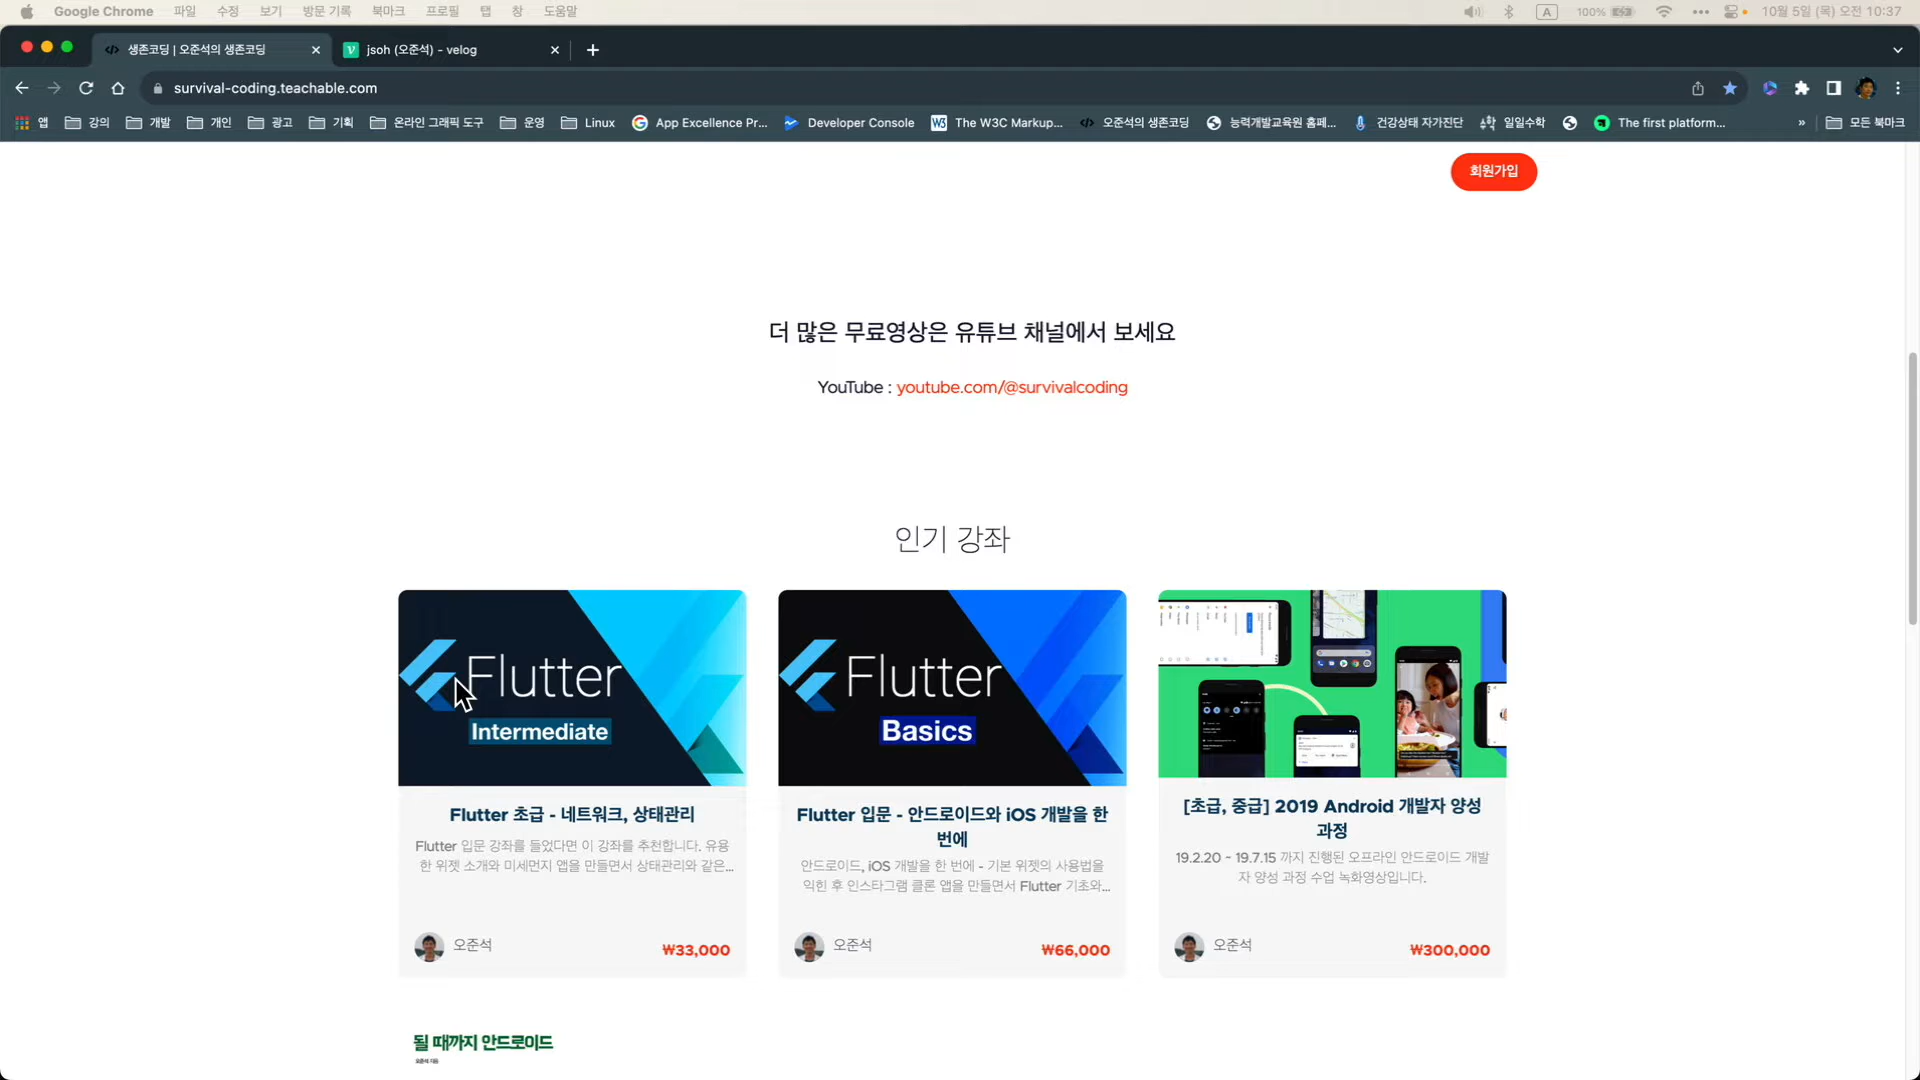 Google Chrome 파일 수정 보기 방문 기록 북마크 프로필 탭 창 도움말 A 100% 10월 5일 (목) 오전 10:37
생존코딩 | 오준석의 생존코딩 jsoh (오준석) - velog
survival-coding.teachable.com
앱 강의 개발 개인 광고 기획 온라인 그래픽 도구 운영 Linux App Excellence Pr... Developer Console The W3C Markup... 오준석의 생존코딩 능력개발교육원 홈페... 건강상태 자가진단 일일수학 The first platform... » 모든 북마크
회원가입
더 많은 무료영상은 유튜브 채널에서 보세요
YouTube : youtube.com/@survivalcoding
인기 강좌
Flutter
Intermediate
Flutter 초급 - 네트워크, 상태관리
Flutter 입문 강좌를 들었다면 이 강좌를 추천합니다. 유용
한 위젯 소개와 미세먼지 앱을 만들면서 상태관리와 같은...
오준석
₩33,000
Flutter
Basics
Flutter 입문 - 안드로이드와 iOS 개발을 한
번에
안드로이드, iOS 개발을 한 번에 - 기본 위젯의 사용법을
익힌 후 인스타그램 클론 앱을 만들면서 Flutter 기초와...
오준석
₩66,000
[초급, 중급] 2019 Android 개발자 양성
과정
19.2.20 ~ 19.7.15 까지 진행된 오프라인 안드로이드 개발
자 양성 과정 수업 녹화영상입니다.
오준석
₩300,000
될 때까지 안드로이드
오준석 지음